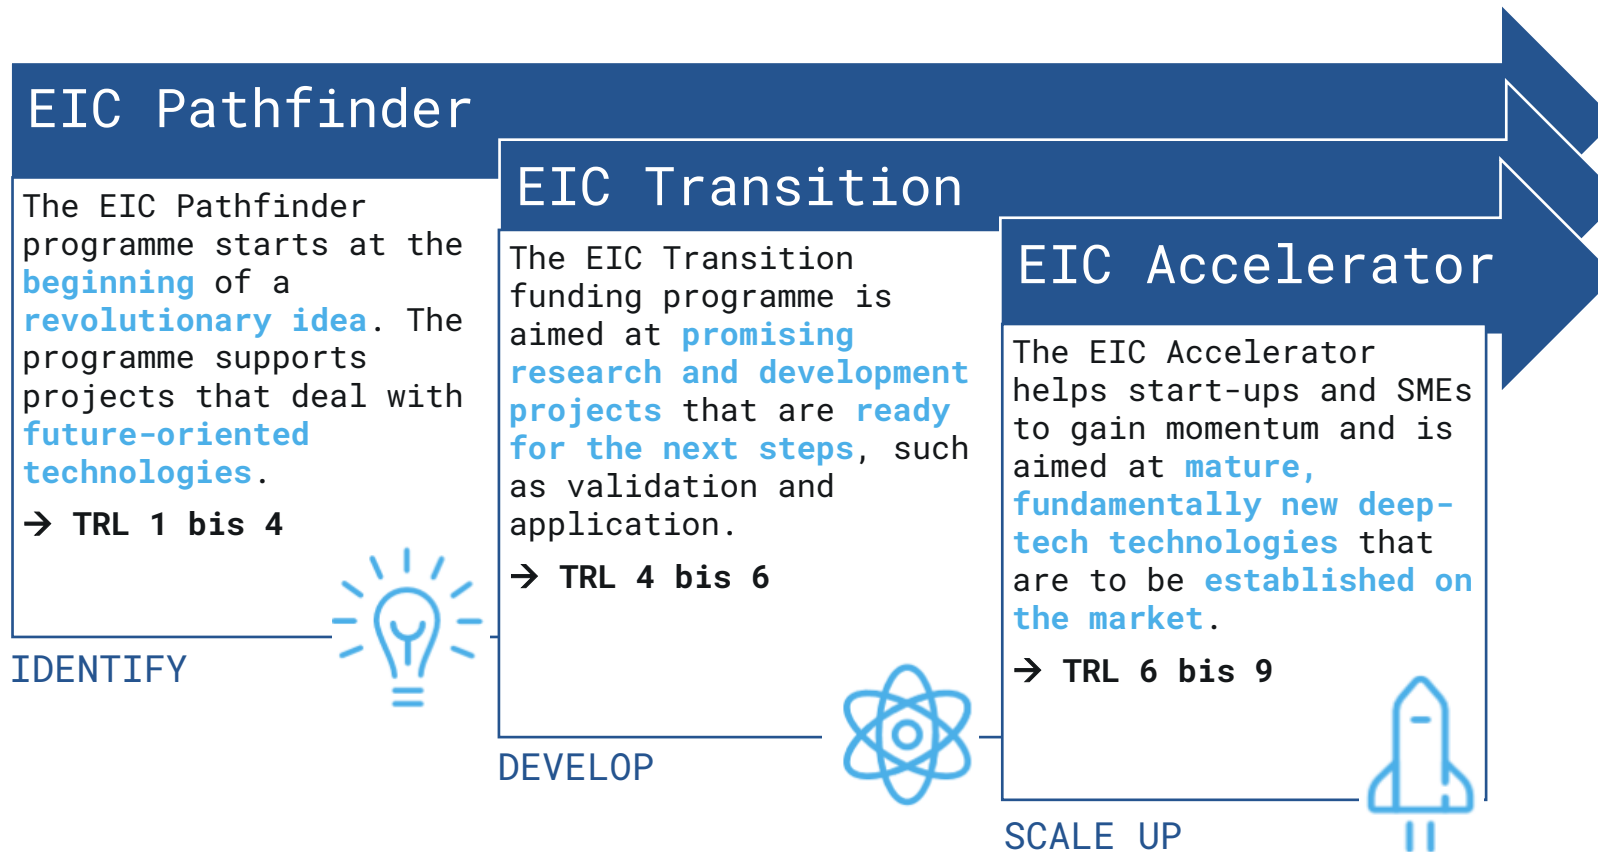 EIC Pathfinder
The EIC Pathfinder
programme starts at the
beginning of a
revolutionary idea. The
programme supports
projects that deal with
future-oriented
technologies.
→ TRL 1 bis 4
IDENTIFY
EIC Transition
The EIC Transition
funding programme is
aimed at promising
research and development
projects that are ready
for the next steps, such
as validation and
application.
→ TRL 4 bis 6
DEVELOP
EIC Accelerator
The EIC Accelerator
helps start-ups and SMEs
to gain momentum and is
aimed at mature,
fundamentally new deep-
tech technologies that
are to be established on
the market.
→ TRL 6 bis 9
SCALE UP